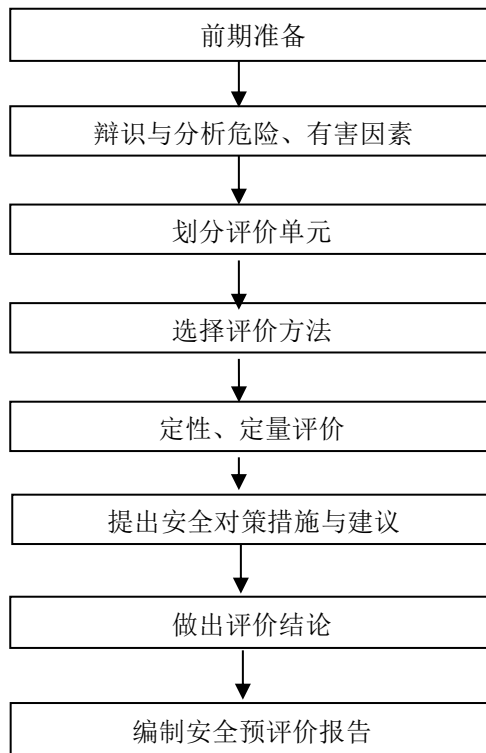 前期准备
辩识与分析危险、有害因素
划分评价单元
选择评价方法
定性、定量评价
提出安全对策措施与建议
做出评价结论
编制安全预评价报告